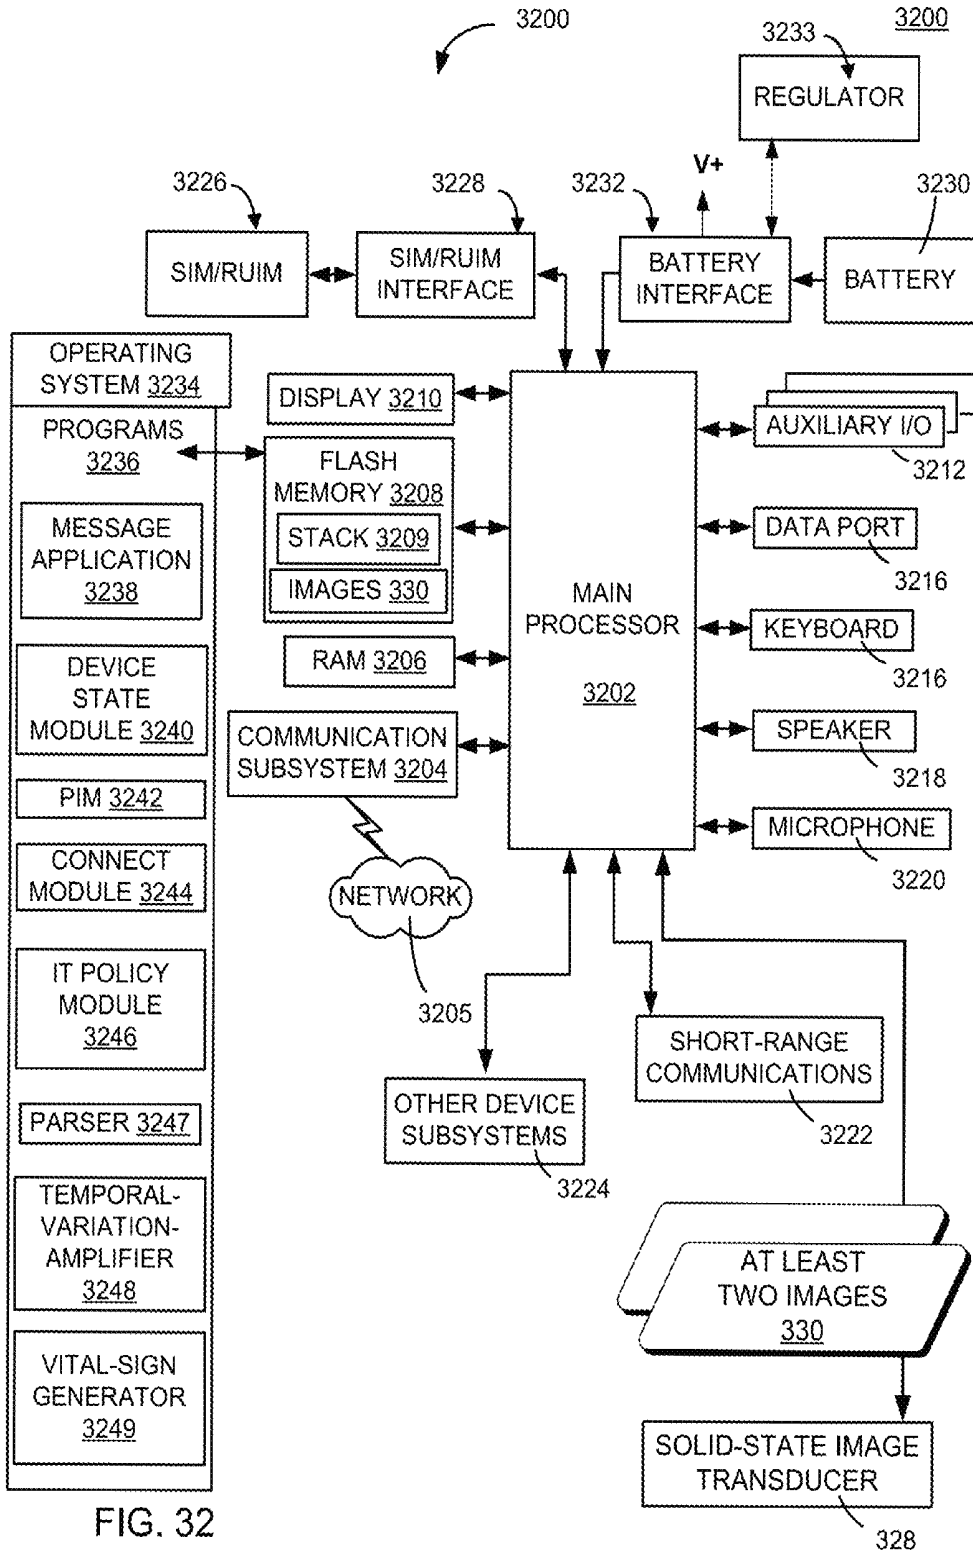 3200
3200
3233
REGULATOR
V+
3226
3228
3232
3230
SIM/RUIM
SIM/RUIM
INTERFACE
BATTERY
INTERFACE
BATTERY
OPERATING
SYSTEM 3234
PROGRAMS
3236
MESSAGE
APPLICATION
3238
DEVICE
STATE
MODULE 3240
PIM 3242
CONNECT
MODULE 3244
IT POLICY
MODULE
3246
PARSER 3247
TEMPORAL-
VARIATION-
AMPLIFIER
3248
VITAL-SIGN
GENERATOR
3249
DISPLAY 3210
FLASH
MEMORY 3208
STACK 3209
IMAGES 330
RAM 3206
COMMUNICATION
SUBSYSTEM 3204
NETWORK
3205
MAIN
PROCESSOR
3202
AUXILIARY I/O
3212
DATA PORT
3216
KEYBOARD
3216
SPEAKER
3218
MICROPHONE
3220
SHORT-RANGE
COMMUNICATIONS
3222
OTHER DEVICE
SUBSYSTEMS
3224
AT LEAST
TWO IMAGES
330
SOLID-STATE IMAGE
TRANSDUCER
328
FIG. 32